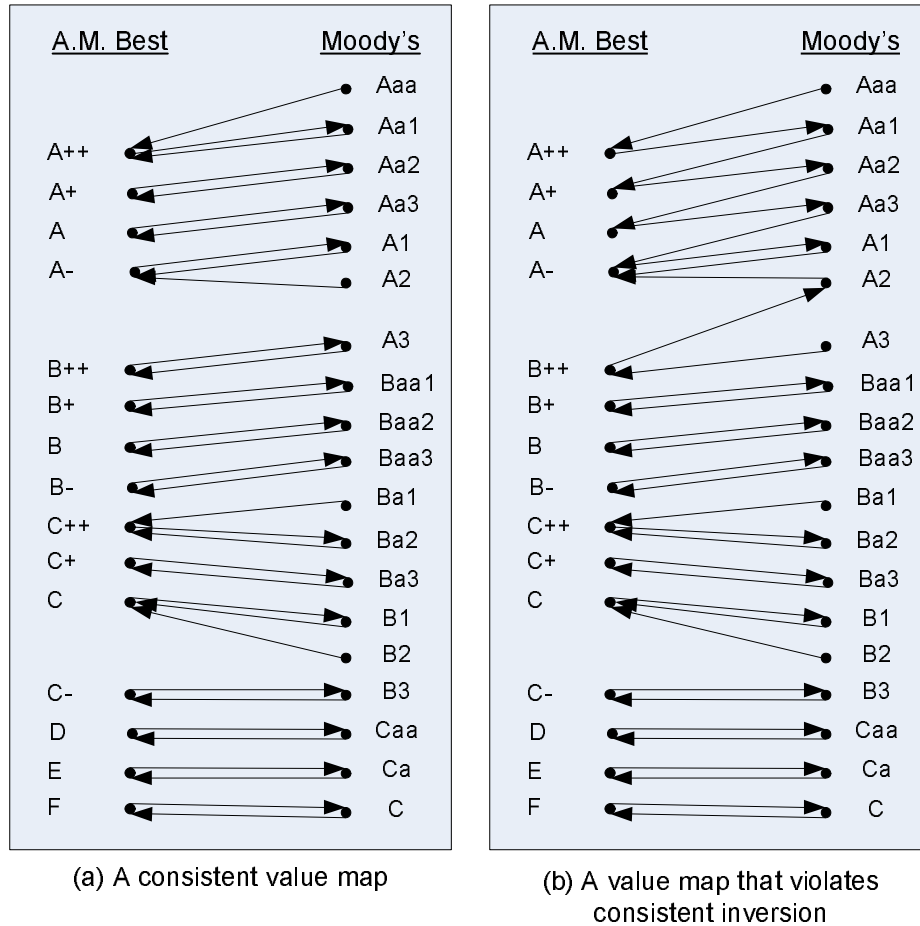 A.M. Best Moody's
Aaa
A++ Aa1
A+ Aa2
A Aa3
A- A1
A2
B++ A3
B+ Baa1
B Baa2
B- Baa3
Ba1
C++ Ba2
C+ Ba3
C B1
B2
C- B3
D Caa
E Ca
F C
(a) A consistent value map
A.M. Best Moody's
Aaa
A++ Aa1
A+ Aa2
A Aa3
A- A1
A2
B++ A3
B+ Baa1
B Baa2
B- Baa3
Ba1
C++ Ba2
C+ Ba3
C B1
B2
C- B3
D Caa
E Ca
F C
(b) A value map that violates
consistent inversion